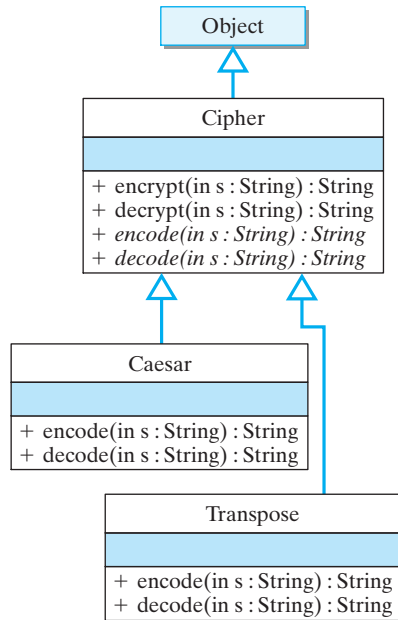 Object
Cipher
+ encrypt(in s : String) : String
+ decrypt(in s : String) : String
+ encode(in s : String) : String
+ decode(in s : String) : String
Caesar
+ encode(in s : String) : String
+ decode(in s : String) : String
Transpose
+ encode(in s : String) : String
+ decode(in s : String) : String